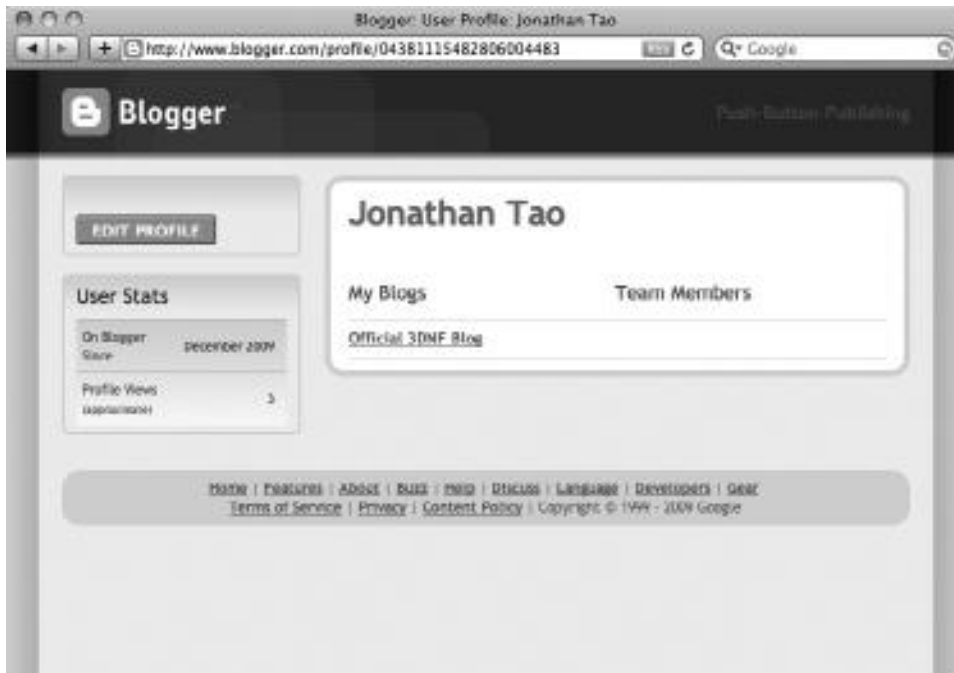 Blogger: User Profile: Jonathan Tao
http://www.blogger.com/profile/04381115482806004483
RSS
Google
Blogger
Push-Button Publishing
EDIT PROFILE
Jonathan Tao
User Stats
On Blogger Since
December 2009
Profile Views (approximate)
3
My Blogs
Team Members
Official 3DNF Blog
Home | Features | About | Buzz | Help | Discuss | Language | Developers | Gear
Terms of Service | Privacy | Content Policy | Copyright © 1999 - 2009 Google